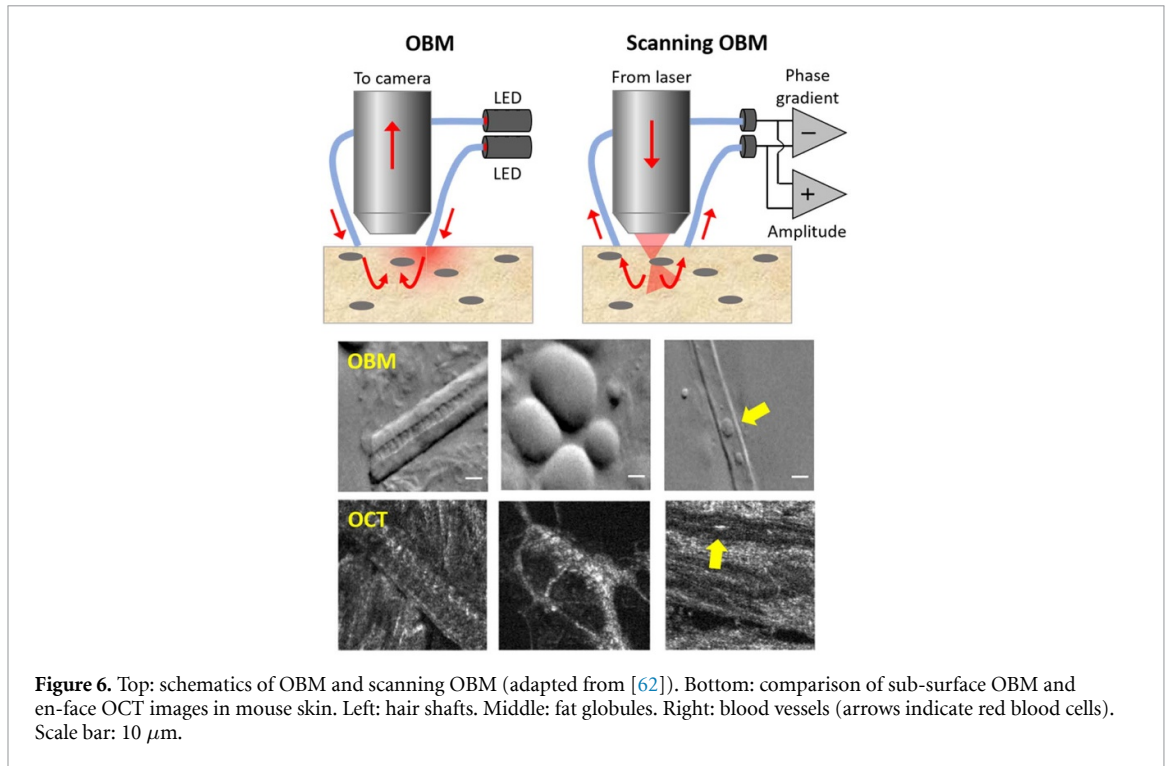 OBM
Scanning OBM
To camera
From laser
Phase
gradient
LED
LED
−
+
Amplitude
OBM
OCT
Figure 6. Top: schematics of OBM and scanning OBM (adapted from [62]). Bottom: comparison of sub-surface OBM and
en-face OCT images in mouse skin. Left: hair shafts. Middle: fat globules. Right: blood vessels (arrows indicate red blood cells).
Scale bar: 10 μm.